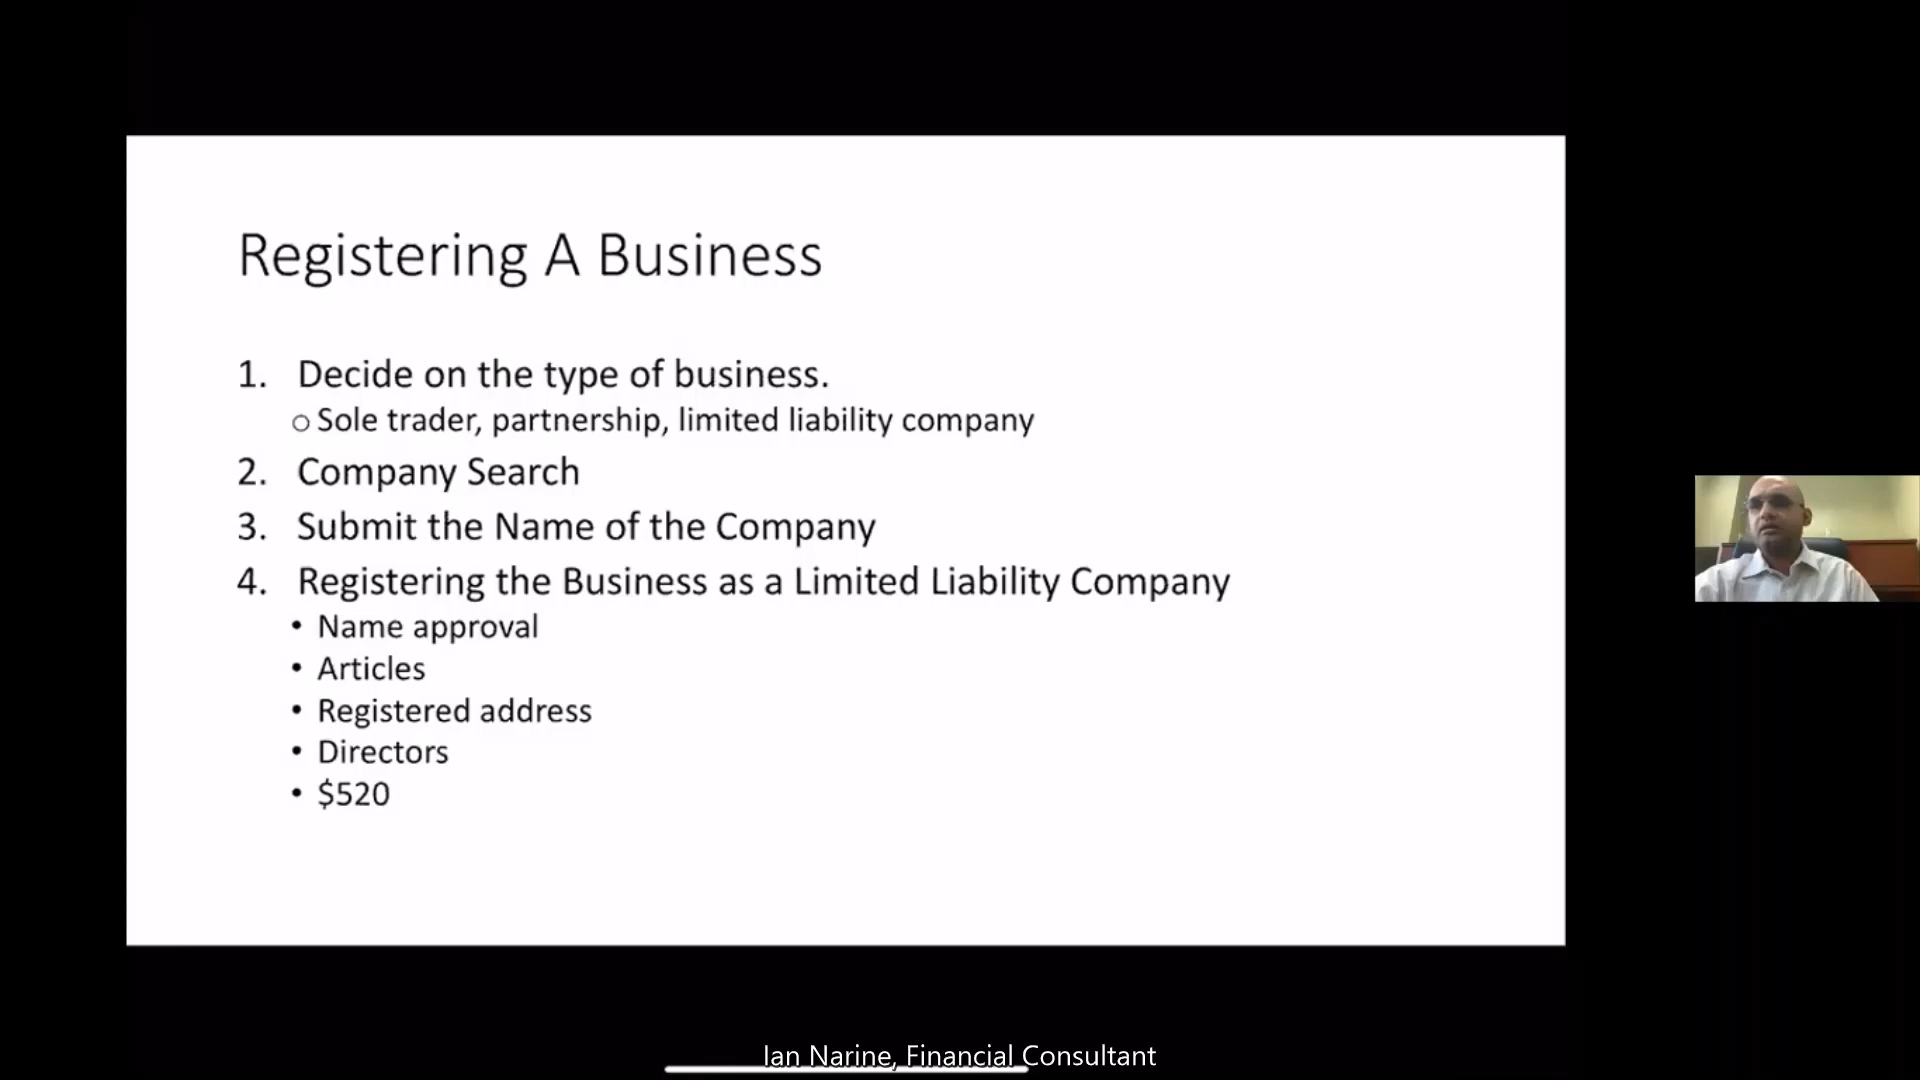 Registering A Business
1. Decide on the type of business.
○ Sole trader, partnership, limited liability company
2. Company Search
3. Submit the Name of the Company
4. Registering the Business as a Limited Liability Company
• Name approval
• Articles
• Registered address
• Directors
• $520
Ian Narine, Financial Consultant